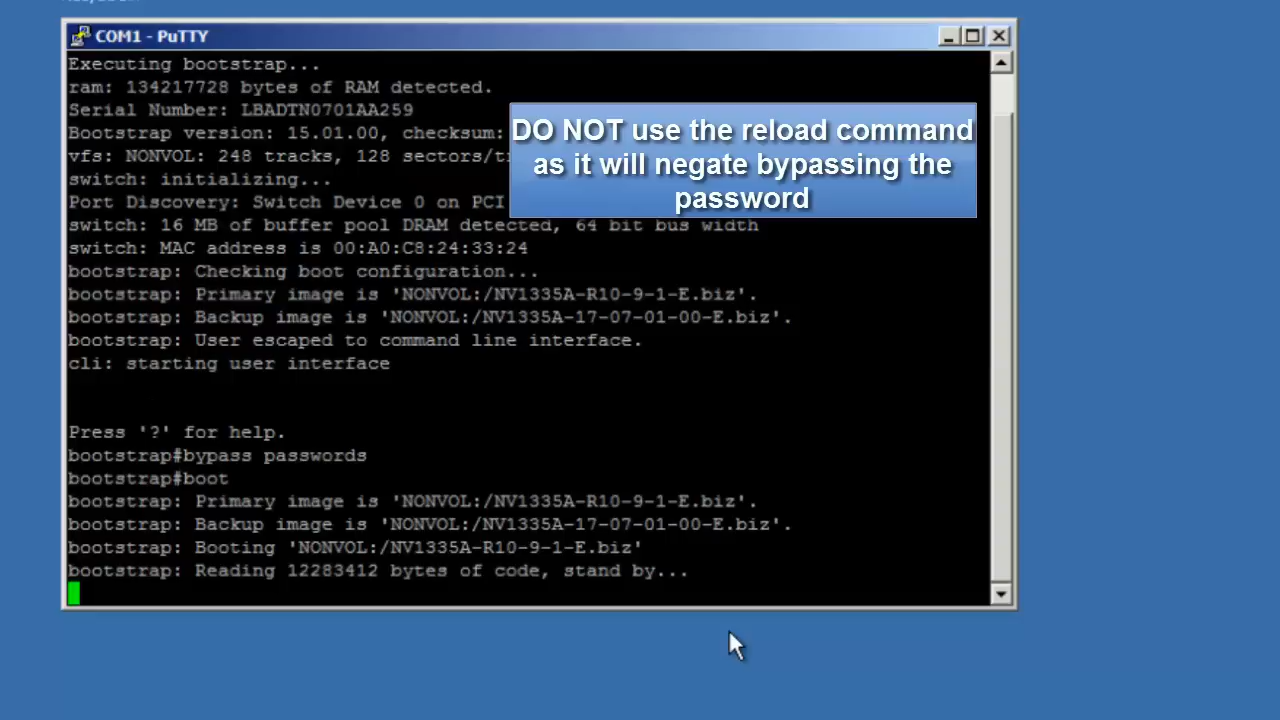 COM1 - PuTTY
Executing bootstrap...
ram: 134217728 bytes of RAM detected.
Serial Number: LBADTN0701AA259
Bootstrap version: 15.01.00, checksum:
vfs: NONVOL: 248 tracks, 128 sectors/t
switch: initializing...
Port Discovery: Switch Device 0 on PCI
DO NOT use the reload command
as it will negate bypassing the
password
switch: 16 MB of buffer pool DRAM detected, 64 bit bus width
switch: MAC address is 00:A0:C8:24:33:24
bootstrap: Checking boot configuration...
bootstrap: Primary image is 'NONVOL:/NV1335A-R10-9-1-E.biz'.
bootstrap: Backup image is 'NONVOL:/NV1335A-17-07-01-00-E.biz'.
bootstrap: User escaped to command line interface.
cli: starting user interface
Press '?' for help.
bootstrap#bypass passwords
bootstrap#boot
bootstrap: Primary image is 'NONVOL:/NV1335A-R10-9-1-E.biz'.
bootstrap: Backup image is 'NONVOL:/NV1335A-17-07-01-00-E.biz'.
bootstrap: Booting 'NONVOL:/NV1335A-R10-9-1-E.biz'
bootstrap: Reading 12283412 bytes of code, stand by...